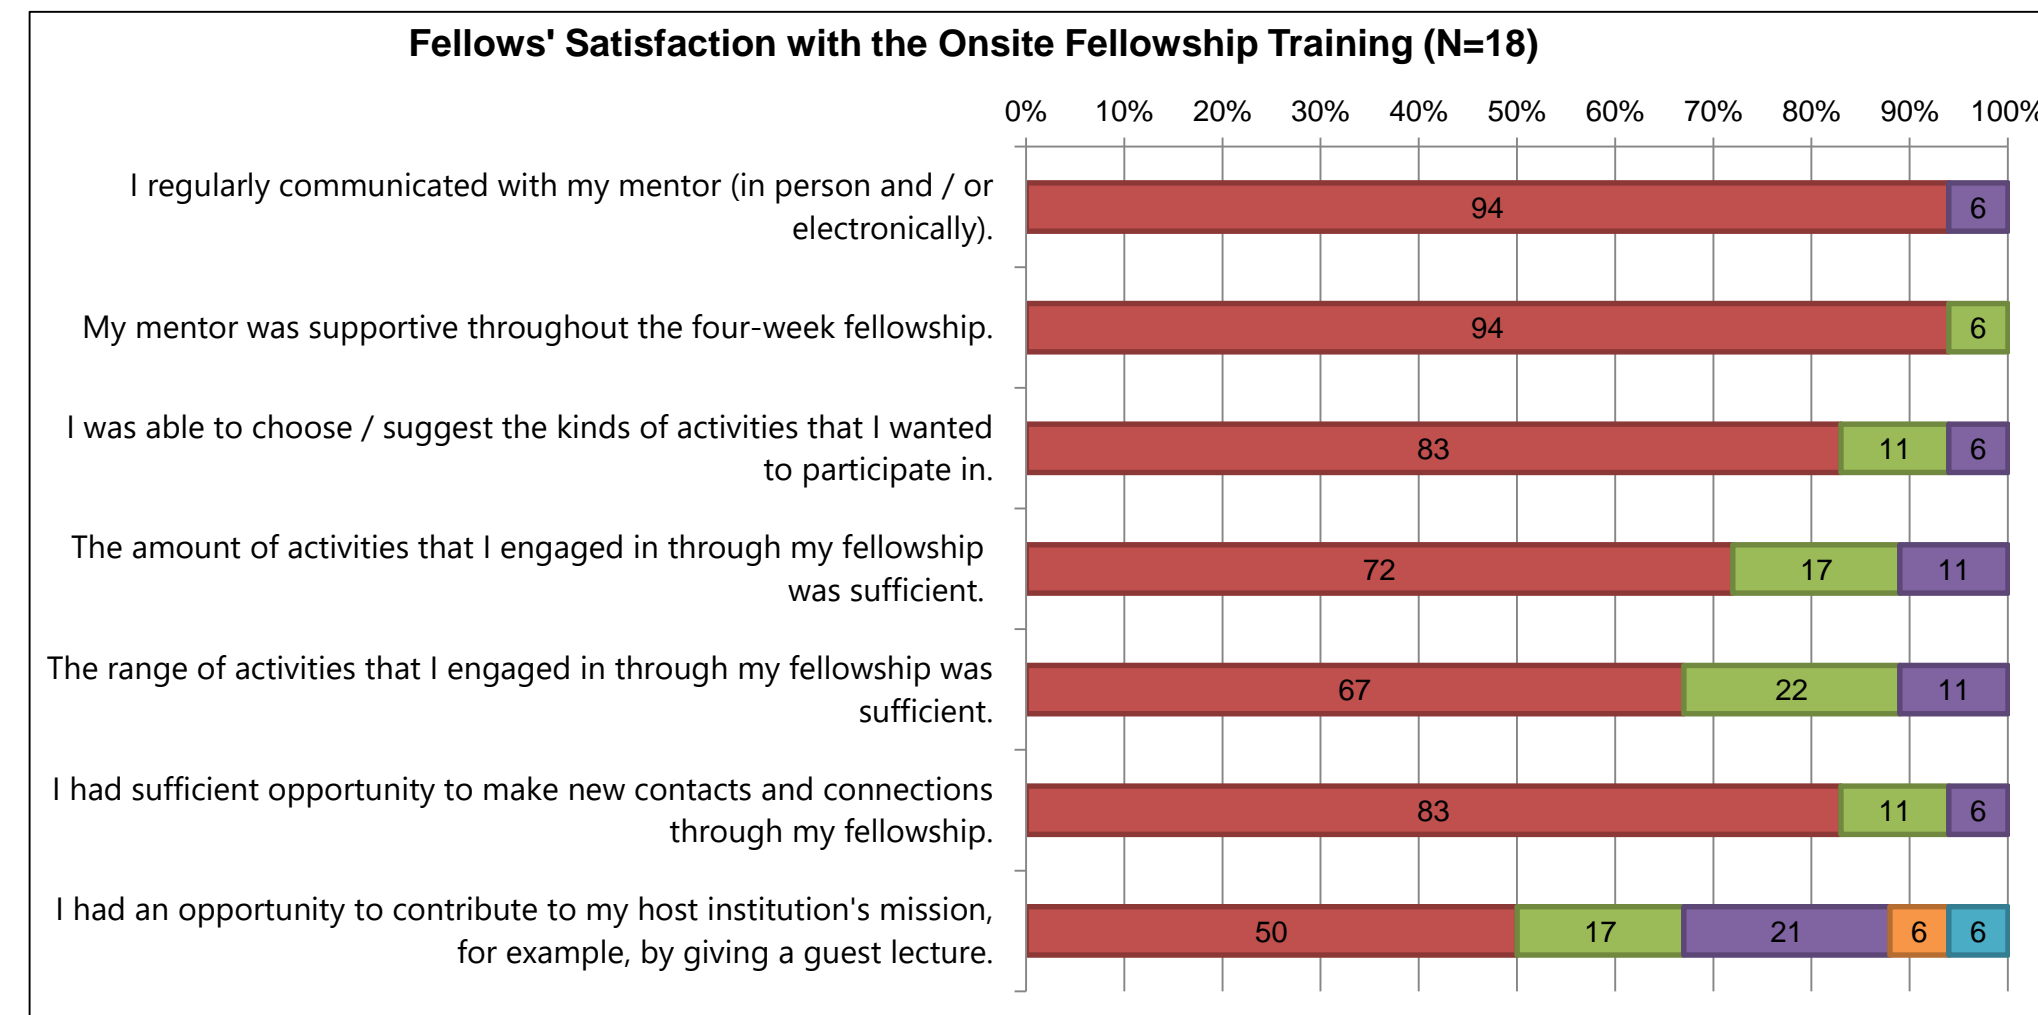 Fellows' Satisfaction with the Onsite Fellowship Training (N=18)
0% 10% 20% 30% 40% 50% 60% 70% 80% 90% 100%
I regularly communicated with my mentor (in person and / or
electronically).
94 6
My mentor was supportive throughout the four-week fellowship.
94 6
I was able to choose / suggest the kinds of activities that I wanted
to participate in.
83 11 6
The amount of activities that I engaged in through my fellowship
was sufficient.
72 17 11
The range of activities that I engaged in through my fellowship was
sufficient.
67 22 11
I had sufficient opportunity to make new contacts and connections
through my fellowship.
83 11 6
I had an opportunity to contribute to my host institution's mission,
for example, by giving a guest lecture.
50 17 21 6 6